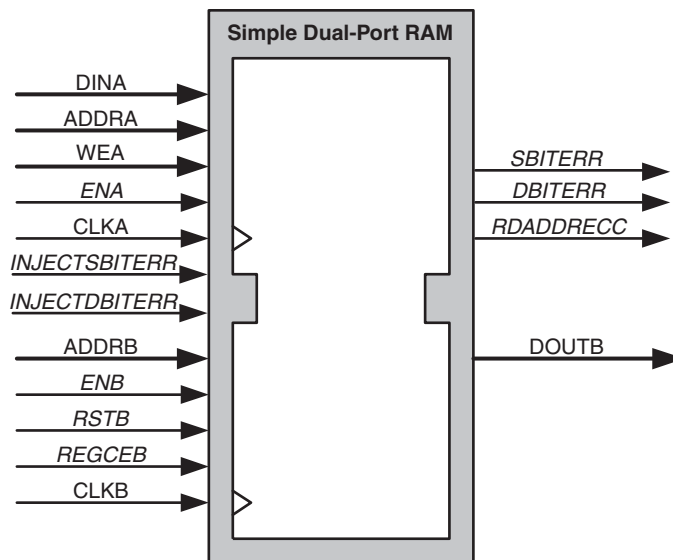 Simple Dual-Port RAM
DINA
ADDRA
WEA
ENA
CLKA
INJECTSBITERR
INJECTDBITERR
ADDRB
ENB
RSTB
REGCEB
CLKB
SBITERR
DBITERR
RDADDRECC
DOUTB